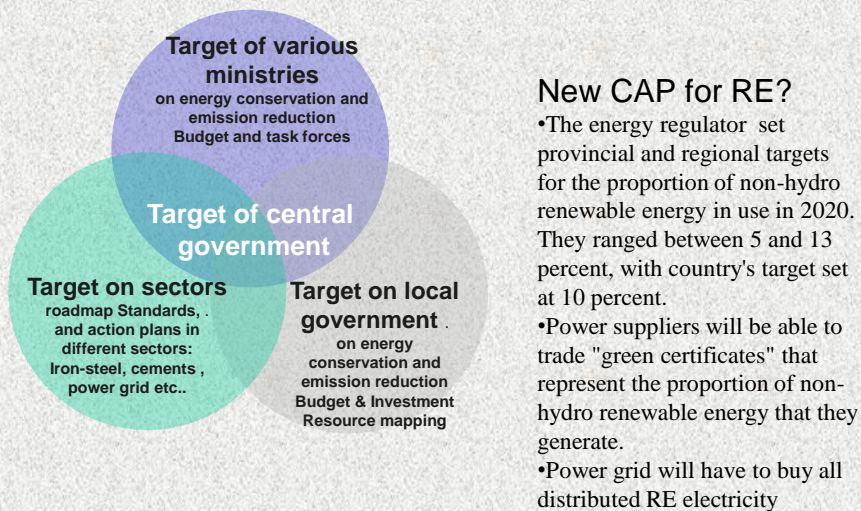 Target of various
ministries
on energy conservation and
emission reduction
Budget and task forces
Target of central
government
Target on sectors
roadmap Standards, .
and action plans in
different sectors:
Iron-steel, cements ,
power grid etc..
Target on local
government .
on energy
conservation and
emission reduction
Budget & Investment
Resource mapping
New CAP for RE?
•The energy regulator  set
provincial and regional targets
for the proportion of non-hydro
renewable energy in use in 2020.
They ranged between 5 and 13
percent, with country's target set
at 10 percent.
•Power suppliers will be able to
trade "green certificates" that
represent the proportion of non-
hydro renewable energy that they
generate.
•Power grid will have to buy all
distributed RE electricity